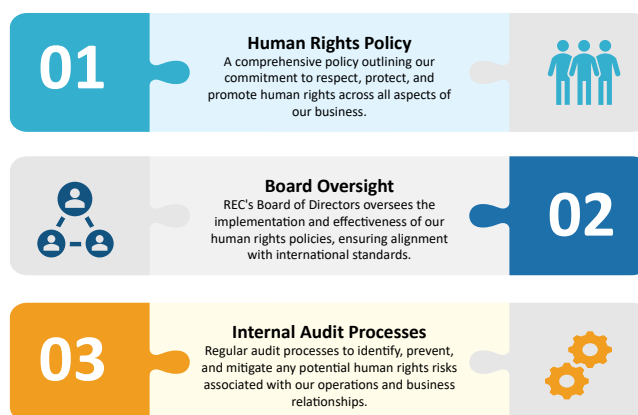 01
Human Rights Policy
A comprehensive policy outlining our
commitment to respect, protect, and
promote human rights across all aspects of
our business.
Board Oversight
REC's Board of Directors oversees the
implementation and effectiveness of our
human rights policies, ensuring alignment
with international standards.
02
03
Internal Audit Processes
Regular audit processes to identify, prevent,
and mitigate any potential human rights risks
associated with our operations and business
relationships.